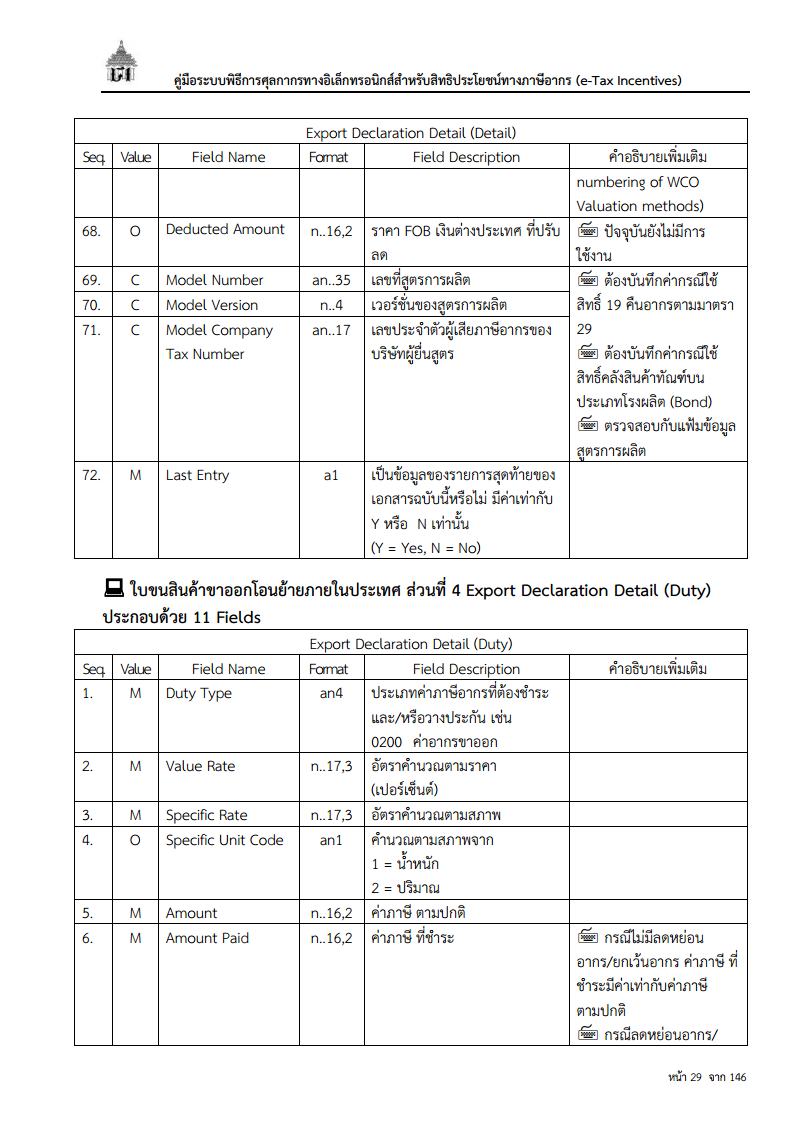 คู่มือระบบพิธีการศุลกากรทางอิเล็กทรอนิกส์สำหรับสิทธิประโยชน์ทางภาษีอากร (e-Tax Incentives)
Export Declaration Detail (Detail)
Seq. Value Field Name Format Field Description คำอธิบายเพิ่มเติม
numbering of WCO
Valuation methods)
68. O Deducted Amount n..16,2 ราคา FOB เงินต่างประเทศ ที่ปรับ ปัจจุบันยังไม่มีการ
ลด ใช้งาน
69. C Model Number an..35 เลขที่สูตรการผลิต ต้องบันทึกค่ากรณีใช้
70. C Model Version n..4 เวอร์ชั่นของสูตรการผลิต สิทธิ์ 19 คืนอากรตามมาตรา
71. C Model Company an..17 เลขประจำตัวผู้เสียภาษีอากรของ 29
Tax Number บริษัทผู้ยื่นสูตร ต้องบันทึกค่ากรณีใช้
สิทธิ์คลังสินค้าทัณฑ์บน
ประเภทโรงผลิต (Bond)
ตรวจสอบกับแฟ้มข้อมูล
สูตรการผลิต
72. M Last Entry a1 เป็นข้อมูลของรายการสุดท้ายของ
เอกสารฉบับนี้หรือไม่ มีค่าเท่ากับ
Y หรือ N เท่านั้น
(Y = Yes, N = No)
ใบขนสินค้าขาออกโอนย้ายภายในประเทศ ส่วนที่ 4 Export Declaration Detail (Duty)
ประกอบด้วย 11 Fields
Export Declaration Detail (Duty)
Seq. Value Field Name Format Field Description คำอธิบายเพิ่มเติม
1. M Duty Type an4 ประเภทค่าภาษีอากรที่ต้องชำระ
และ/หรือวางประกัน เช่น
0200 ค่าอากรขาออก
2. M Value Rate n..17,3 อัตราคำนวณตามราคา
(เปอร์เซ็นต์)
3. M Specific Rate n..17,3 อัตราคำนวณตามสภาพ
4. O Specific Unit Code an1 คำนวณตามสภาพจาก
1 = น้ำหนัก
2 = ปริมาณ
5. M Amount n..16,2 ค่าภาษี ตามปกติ
6. M Amount Paid n..16,2 ค่าภาษี ที่ชำระ กรณีไม่มีลดหย่อน
อากร/ยกเว้นอากร ค่าภาษี ที่
ชำระมีค่าเท่ากับค่าภาษี
ตามปกติ
กรณีลดหย่อนอากร/
หน้า 29 จาก 146